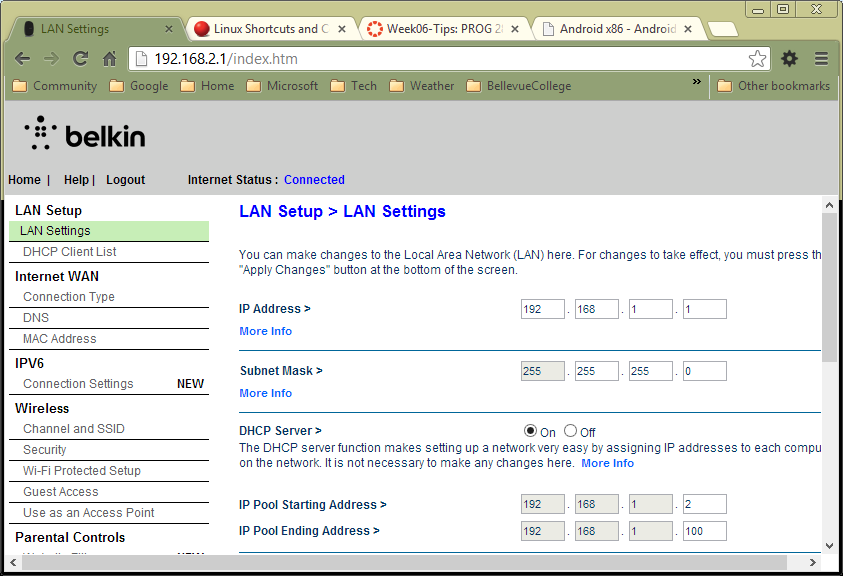 LAN Settings
Linux Shortcuts and C
Week06-Tips: PROG 2
Android x86 - Android
192.168.2.1/index.htm
Community Google Home Microsoft Tech Weather BellevueCollege » Other bookmarks
belkin
Home | Help | Logout Internet Status : Connected
LAN Setup
LAN Settings
DHCP Client List
Internet WAN
Connection Type
DNS
MAC Address
IPV6
Connection Settings NEW
Wireless
Channel and SSID
Security
Wi-Fi Protected Setup
Guest Access
Use as an Access Point
Parental Controls
LAN Setup > LAN Settings
You can make changes to the Local Area Network (LAN) here. For changes to take effect, you must press th
"Apply Changes" button at the bottom of the screen.
IP Address > 192 . 168 . 1 . 1
More Info
Subnet Mask > 255 . 255 . 255 . 0
More Info
DHCP Server > On Off
The DHCP server function makes setting up a network very easy by assigning IP addresses to each compu
on the network. It is not necessary to make any changes here. More Info
IP Pool Starting Address > 192 . 168 . 1 . 2
IP Pool Ending Address > 192 . 168 . 1 . 100